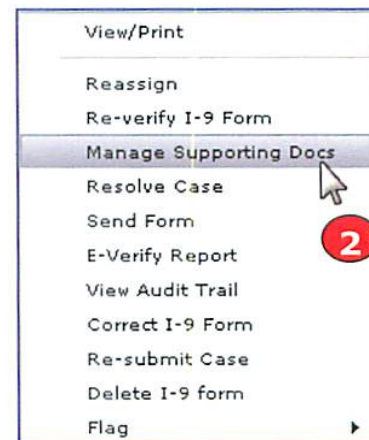 View/Print
Reassign
Re-verify I-9 Form
Manage Supporting Docs
Resolve Case
Send Form
2
E-Verify Report
View Audit Trail
Correct I-9 Form
Re-submit Case
Delete I-9 form
Flag